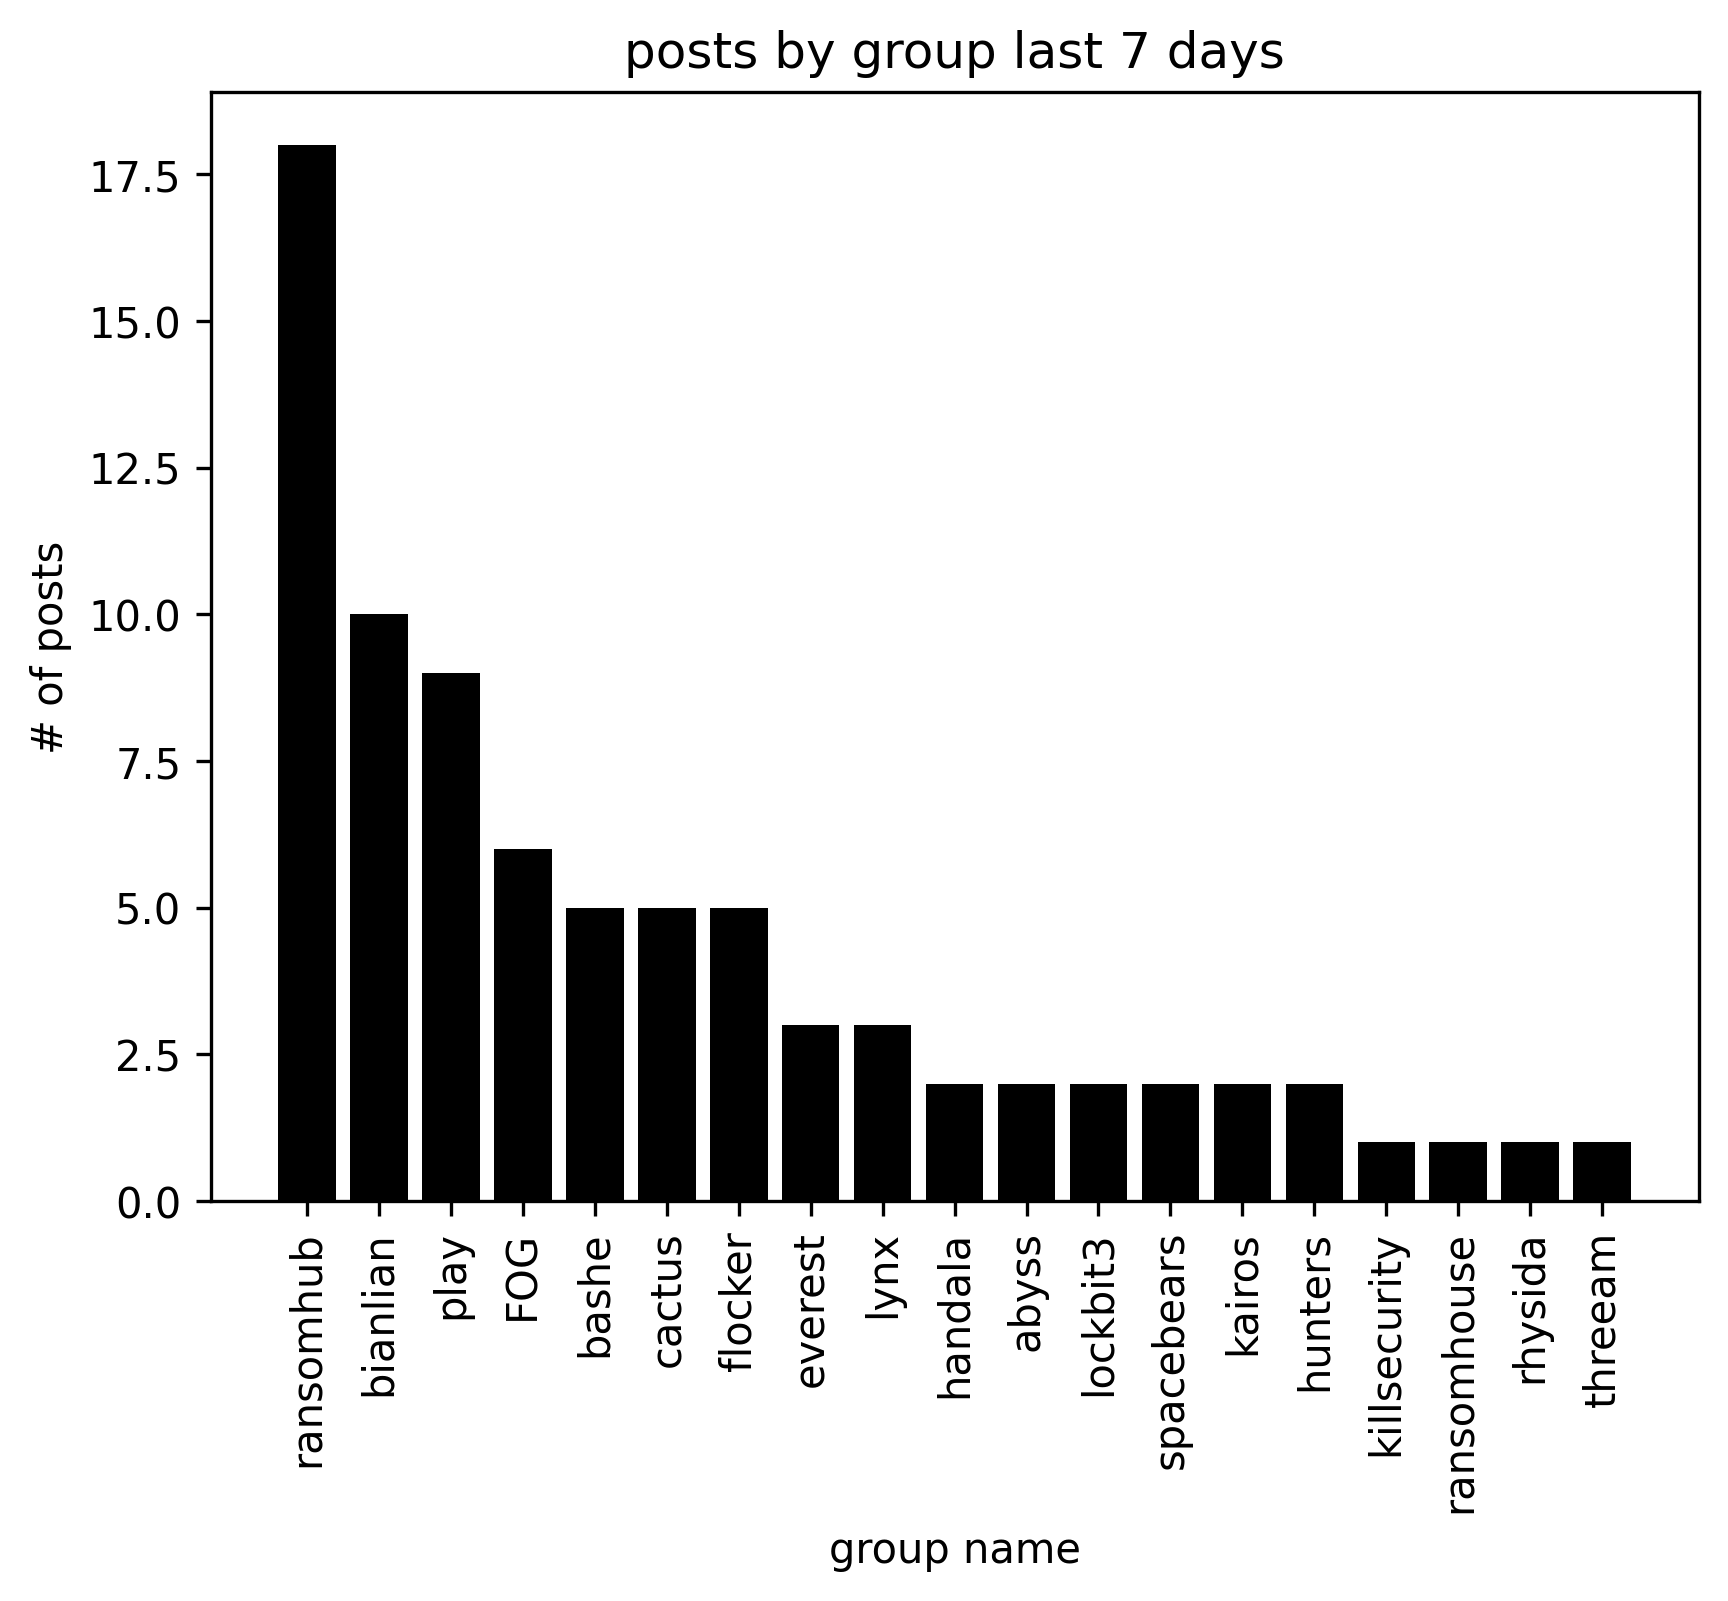 posts by group last 7 days
# of posts
17.5
15.0
12.5
10.0
7.5
5.0
2.5
0.0
ransomhub
bianlian
play
FOG
bashe
cactus
flocker
everest
lynx
handala
abyss
lockbit3
spacebears
kairos
hunters
killsecurity
ransomhouse
rhysida
threeam
group name